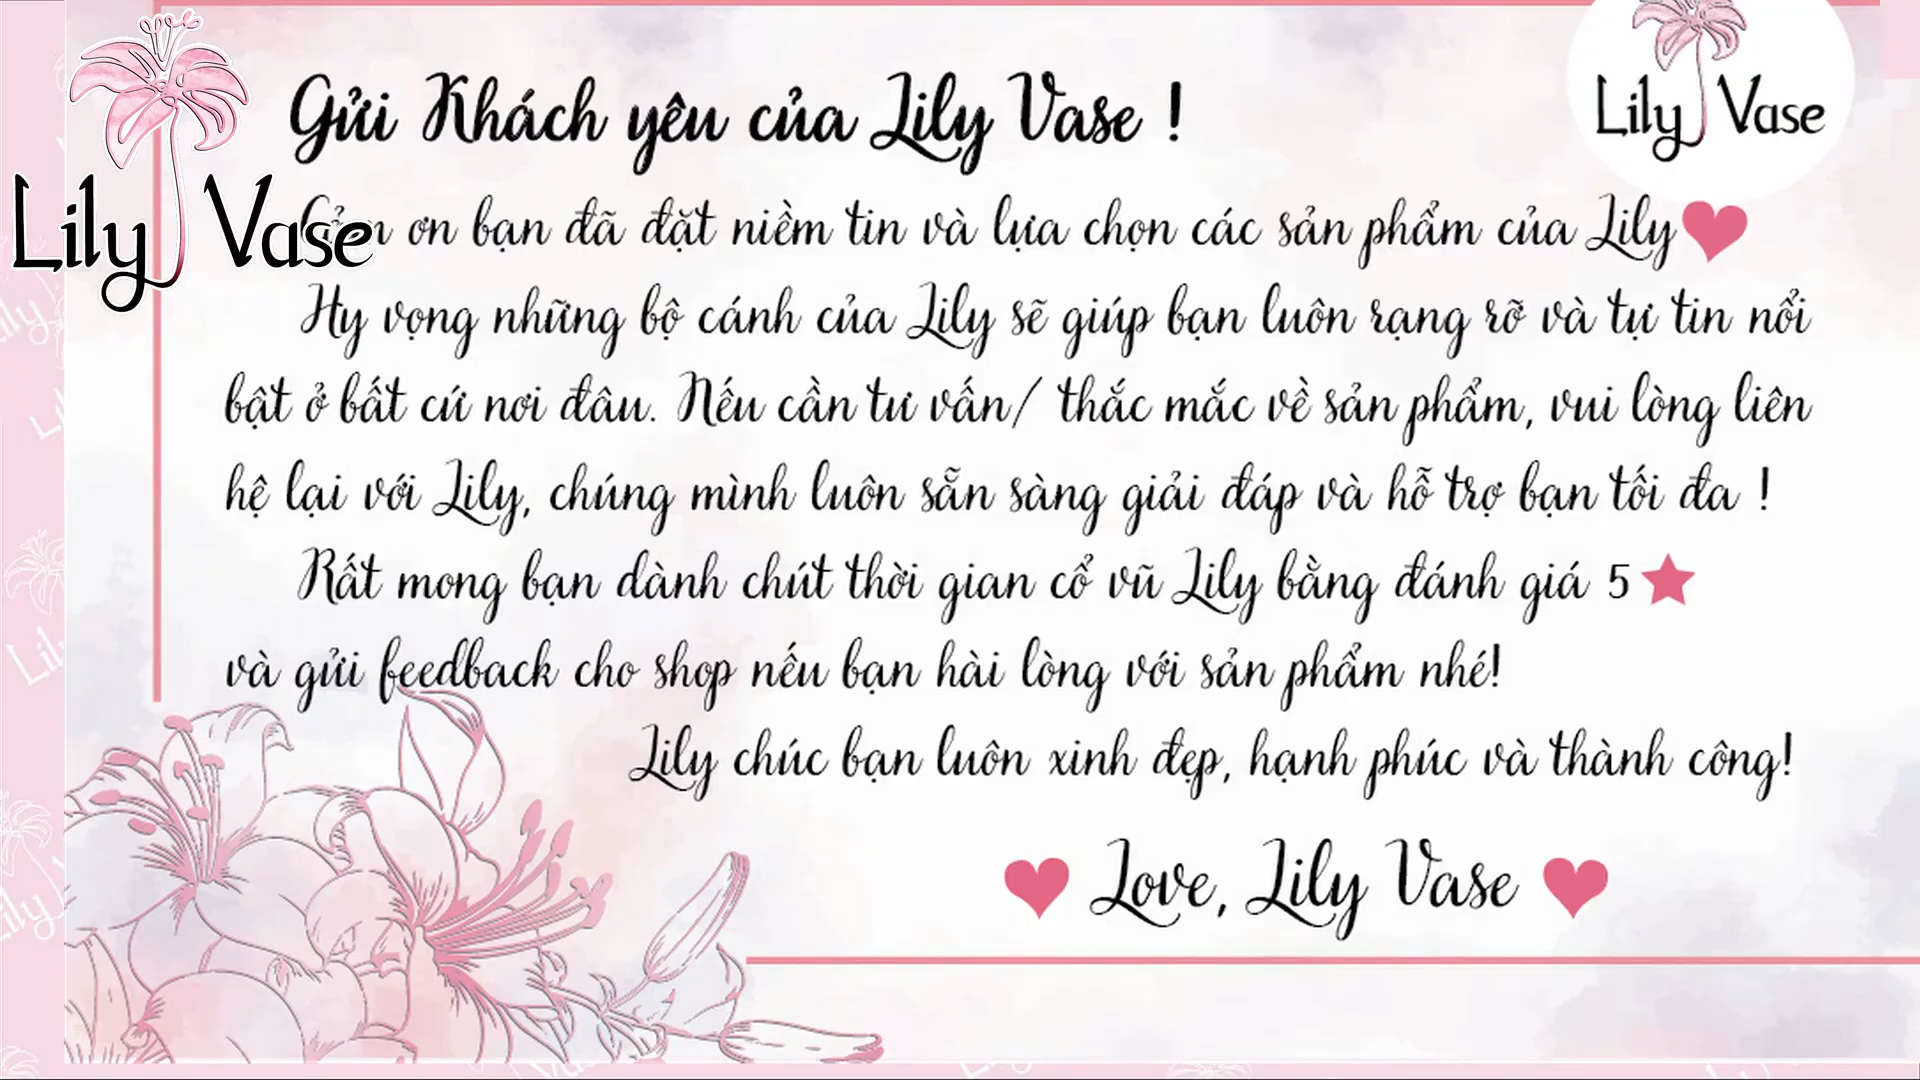 Lily Vase
Lily Vase
Gửi Khách yêu của Lily Vase !
Cảm ơn bạn đã đặt niềm tin và lựa chọn các sản phẩm của Lily
Hy vọng những bộ cánh của Lily sẽ giúp bạn luôn rạng rỡ và tự tin nổi
bật ở bất cứ nơi đâu. Nếu cần tư vấn/ thắc mắc về sản phẩm, vui lòng liên
hệ lại với Lily, chúng mình luôn sẵn sàng giải đáp và hỗ trợ bạn tối đa !
Rất mong bạn dành chút thời gian cổ vũ Lily bằng đánh giá 5
và gửi feedback cho shop nếu bạn hài lòng với sản phẩm nhé!
Lily chúc bạn luôn xinh đẹp, hạnh phúc và thành công!
Love, Lily Vase